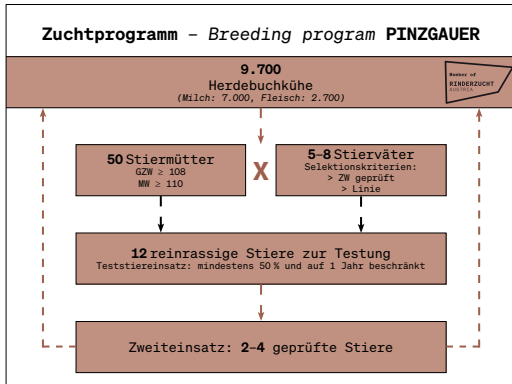 Zuchtprogramm – Breeding program PINZGAUER
9.700
Herdebuchkühe
(Milch: 7.000, Fleisch: 2.700)
Member of
RINDERZUCHT
AUSTRIA
50 Stiermütter
GZW ≥ 108
MW ≥ 110
X
5–8 Stierväter
Selektionskriterien:
> ZW geprüft
> Linie
12 reinrassige Stiere zur Testung
Teststiereinsatz: mindestens 50 % und auf 1 Jahr beschränkt
Zweiteinsatz: 2–4 geprüfte Stiere